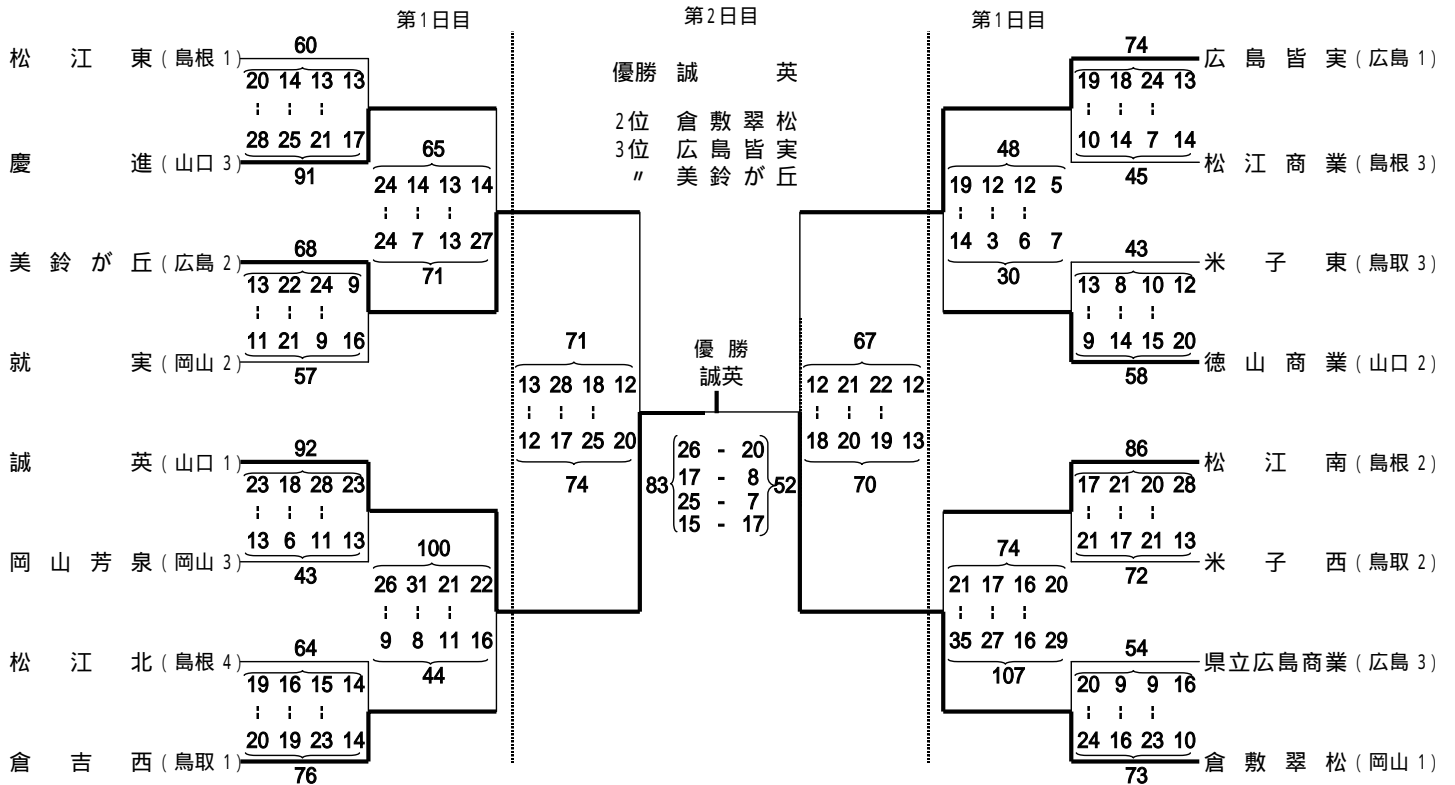 第1日目 第2日目 第1日目
優勝 誠英
2位 倉敷翠松
3位 広島皆実
〃 美鈴が丘
松江東(島根1)
60
20 14 13 13
28 25 21 17
91
慶進(山口3)
65
24 14 13 14
24 7 13 27
71
美鈴が丘(広島2)
68
13 22 24 9
11 21 9 16
57
就実(岡山2)
71
13 28 18 12
12 17 25 20
74
誠英(山口1)
92
23 18 28 23
13 6 11 13
43
岡山芳泉(岡山3)
100
26 31 21 22
9 8 11 16
44
松江北(島根4)
64
19 16 15 14
20 19 23 14
76
倉吉西(鳥取1)
優勝
誠英
83 52
26 - 20
17 - 8
25 - 7
15 - 17
74
広島皆実(広島1)
19 18 24 13
10 14 7 14
45
松江商業(島根3)
48
19 12 12 5
14 3 6 7
30
43
米子東(鳥取3)
13 8 10 12
9 14 15 20
58
徳山商業(山口2)
67
12 21 22 12
18 20 19 13
70
86
松江南(島根2)
17 21 20 28
21 17 21 13
72
米子西(鳥取2)
74
21 17 16 20
35 27 16 29
107
54
県立広島商業(広島3)
20 9 9 16
24 16 23 10
73
倉敷翠松(岡山1)